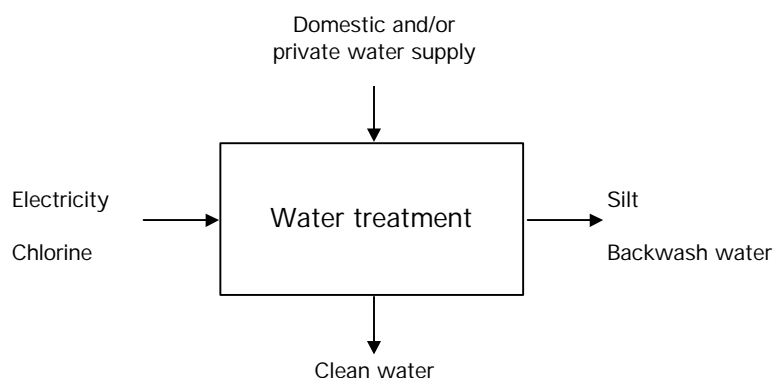 Domestic and/or
private water supply
Electricity
Chlorine
Water treatment
Silt
Backwash water
Clean water